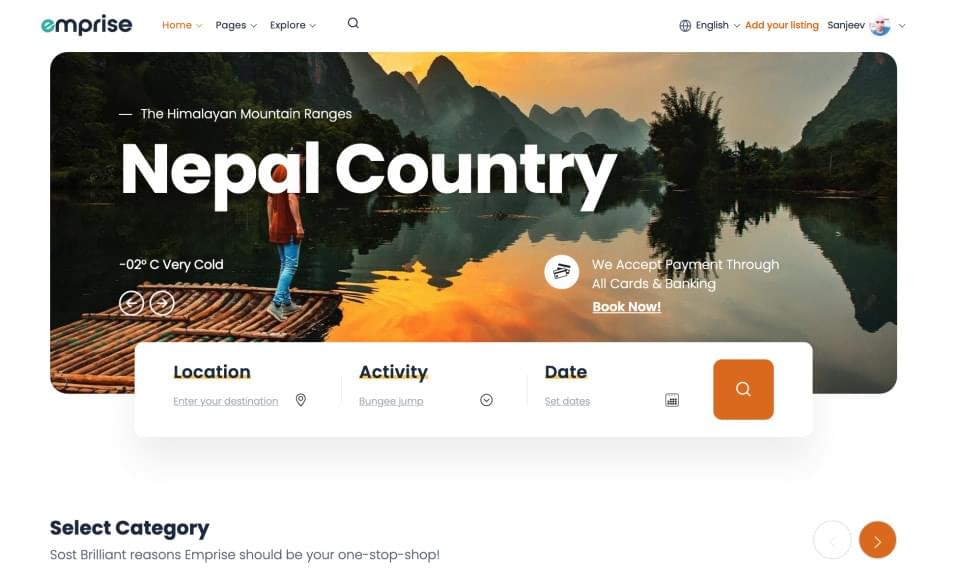 emprise
Home Pages Explore
English Add your listing Sanjeev
The Himalayan Mountain Ranges
Nepal Country
-02° C Very Cold
We Accept Payment Through
All Cards & Banking
Book Now!
Location Activity Date
Enter your destination Bungee jump Set dates
Select Category
Sost Brilliant reasons Emprise should be your one-stop-shop!